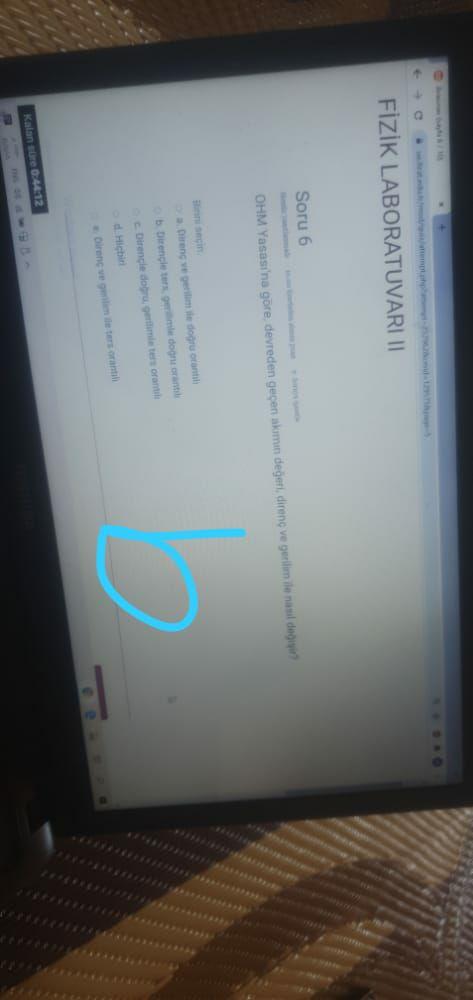 FİZİK LABORATUVARI II
Soru 6
OHM Yasası'na göre, devreden geçen akımın değeri, direnç ve gerilim ile nasıl değişir?
Birini seçin:
a. Direnç ve gerilim ile doğru orantılı
b. Dirençle ters, gerilimle doğru orantılı
c. Dirençle doğru, gerilimle ters orantılı
d. Hiçbiri
e. Direnç ve gerilim ile ters orantılı
b
Kalan süre 0:44:12
ENG